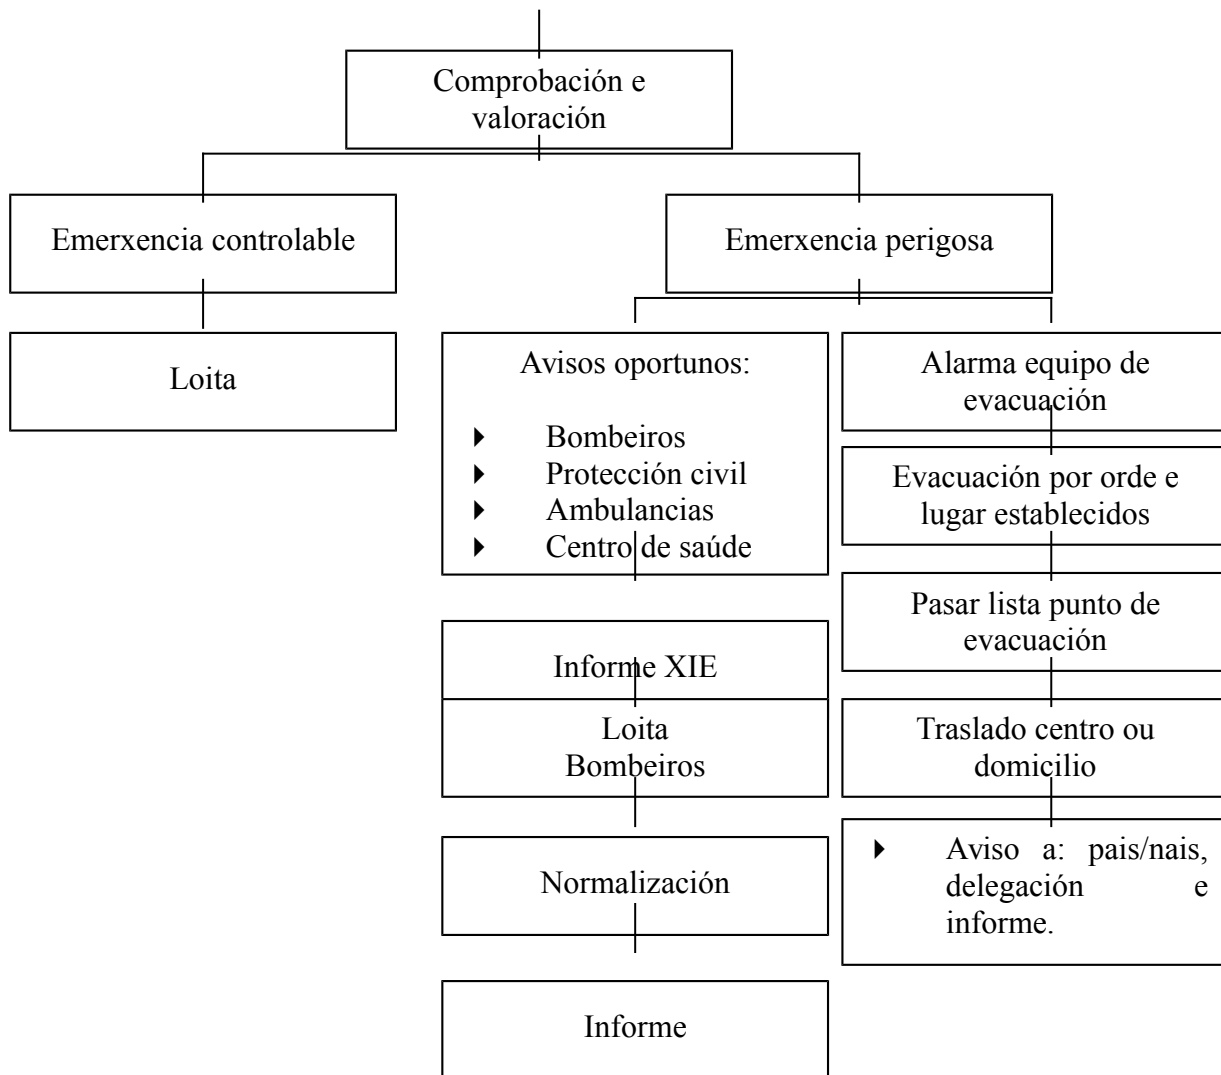 Comprobación e
valoración
Emerxencia controlable
Emerxencia perigosa
Loita
Avisos oportunos:
Bombeiros
Protección civil
Ambulancias
Centro de saúde
Informe XIE
Loita
Bombeiros
Normalización
Informe
Alarma equipo de
evacuación
Evacuación por orde e
lugar establecidos
Pasar lista punto de
evacuación
Traslado centro ou
domicilio
Aviso a: pais/nais,
delegación e
informe.